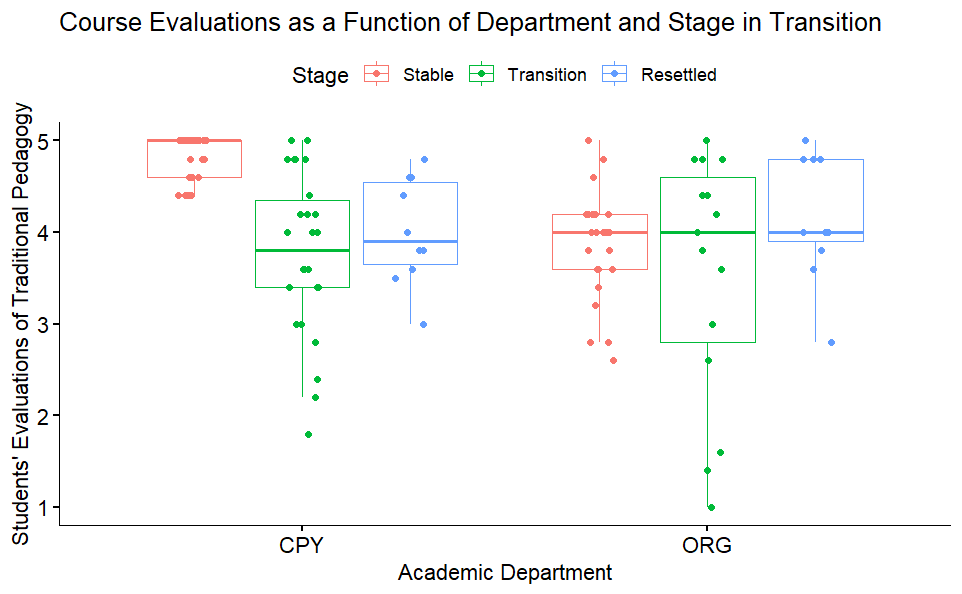 Course Evaluations as a Function of Department and Stage in Transition
Stage Stable Transition Resettled
Students' Evaluations of Traditional Pedagogy
5
4
3
2
1
CPY ORG
Academic Department